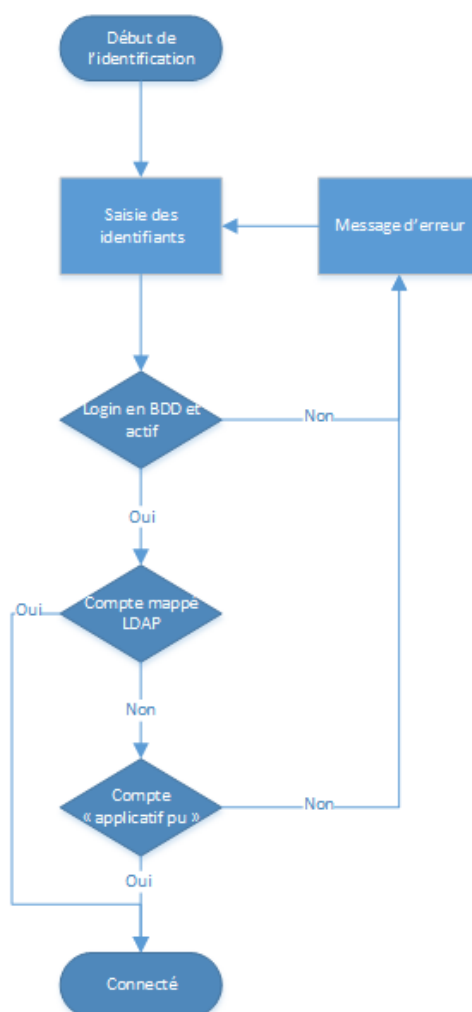 Début de
l'identification
Saisie des
identifiants
Message d'erreur
Login en BDD et
actif
Non
Oui
Compte mappé
LDAP
Oui
Non
Compte
« applicatif pu »
Non
Oui
Connecté